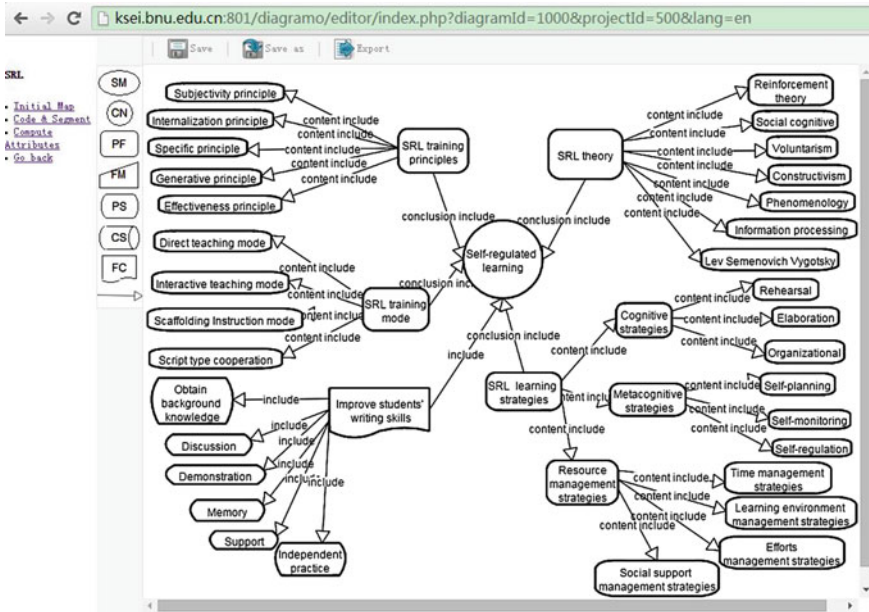 ksei.bnu.edu.cn:801/diagramo/editor/index.php?diagramId=1000&projectId=500&lang=en
Save
Save as
Export
SRL
Initial Map
Code & Segment
Compute
Attributes
Go back
SM
CN
PF
FM
PS
CS
FC
Subjectivity principle
Internalization principle
Specific principle
Generative principle
Effectiveness principle
content include
content include
content include
content include
content include
SRL training
principles
conclusion include
SRL theory
conclusion include
content include
content include
content include
content include
content include
content include
content include
Reinforcement
theory
Social cognitive
Voluntarism
Constructivism
Phenomenology
Information processing
Lev Semenovich Vygotsky
Self-regulated
learning
Direct teaching mode
Interactive teaching mode
Scaffolding Instruction mode
Script type cooperation
content include
content include
content include
SRL training
mode
SRL learning
strategies
conclusion include
content include
content include
Cognitive
strategies
content include
content include
content include
Rehearsal
Elaboration
Organizational
Metacognitive
strategies
content include
content include
content include
Self-planning
Self-monitoring
Self-regulation
Resource
management
strategies
content include
content include
content include
content include
Time management
strategies
Learning environment
management strategies
Efforts
management strategies
Social support
management strategies
include
Improve students'
writing skills
include
include
include
include
include
Obtain
background
knowledge
Discussion
Demonstration
Memory
Support
Independent
practice